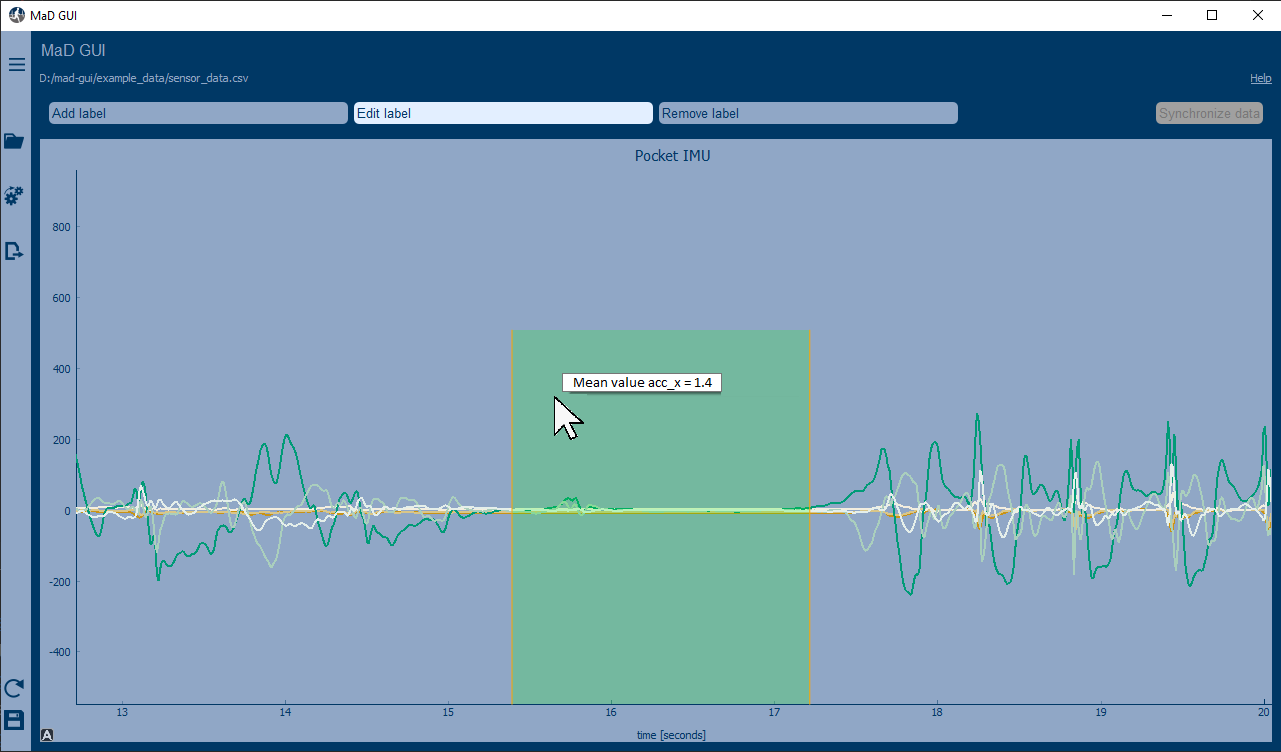 MaD GUI
MaD GUI
D:/mad-gui/example_data/sensor_data.csv
Help
Add label
Edit label
Remove label
Synchronize data
Pocket IMU
800
600
400
200
0
-200
-400
Mean value acc_x = 1.4
13
14
15
16
17
18
19
20
A
time [seconds]